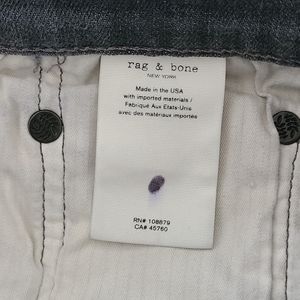 rag & bone
NEW YORK
Made in the USA
with imported materials /
Fabriqué Aux États-Unis
avec des matériaux importés
RN# 108879
CA# 45760